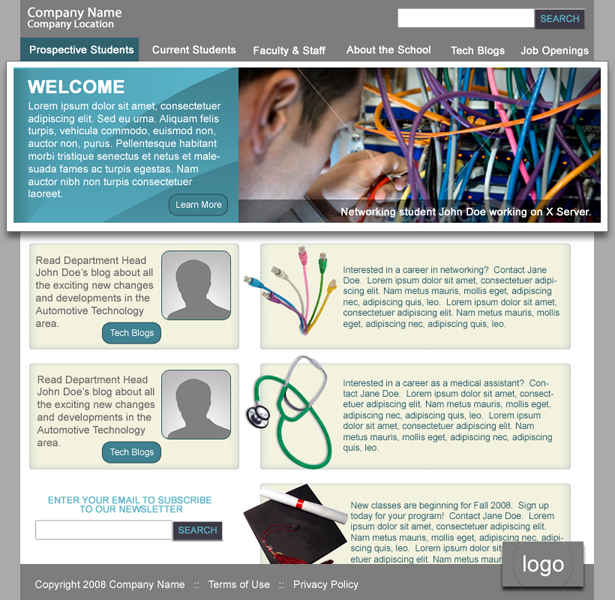 Company Name
Company Location
SEARCH
Prospective Students
Current Students
Faculty & Staff
About the School
Tech Blogs
Job Openings
WELCOME
Lorem ipsum dolor sit amet, consectetuer
adipiscing elit. Sed eu urna. Aliquam felis
turpis, vehicula commodo, euismod non,
auctor non, purus. Pellentesque habitant
morbi tristique senectus et netus et male-
suada fames ac turpis egestas. Nam
auctor nibh non turpis consectetuer
laoreet.
Learn More
Networking student John Doe working on X Server.
Read Department Head
John Doe's blog about all
the exciting new changes
and developments in the
Automotive Technology
area.
Tech Blogs
Interested in a career in networking? Contact Jane
Doe. Lorem ipsum dolor sit amet, consectetuer adipi-
scing elit. Nam metus mauris, mollis eget, adipiscing
nec, adipiscing quis, leo. Lorem ipsum dolor sit amet,
consectetuer adipiscing elit. Nam metus mauris, mollis
eget, adipiscing nec, adipiscing quis, leo.
Read Department Head
John Doe's blog about all
the exciting new changes
and developments in the
Automotive Technology
area.
Tech Blogs
Interested in a career as a medical assistant? Con-
tact Jane Doe. Lorem ipsum dolor sit amet, consect-
etuer adipiscing elit. Nam metus mauris, mollis eget,
adipiscing nec, adipiscing quis, leo. Lorem ipsum
dolor sit amet, consectetuer adipiscing elit. Nam
metus mauris, mollis eget, adipiscing nec, adipiscing
quis, leo.
ENTER YOUR EMAIL TO SUBSCRIBE
TO OUR NEWSLETTER
SEARCH
New classes are beginning for Fall 2008. Sign up
today for your program! Contact Jane Doe. Lorem
ipsum dolor sit amet, consectetuer adipiscing elit.
Nam metus mauris, mollis eget, adipiscing nec, adipi-
scing quis, leo. Lorem ipsum dolor sit amet,
consectetuer adipiscing elit. Nam
logo
Copyright 2008 Company Name :: Terms of Use :: Privacy Policy